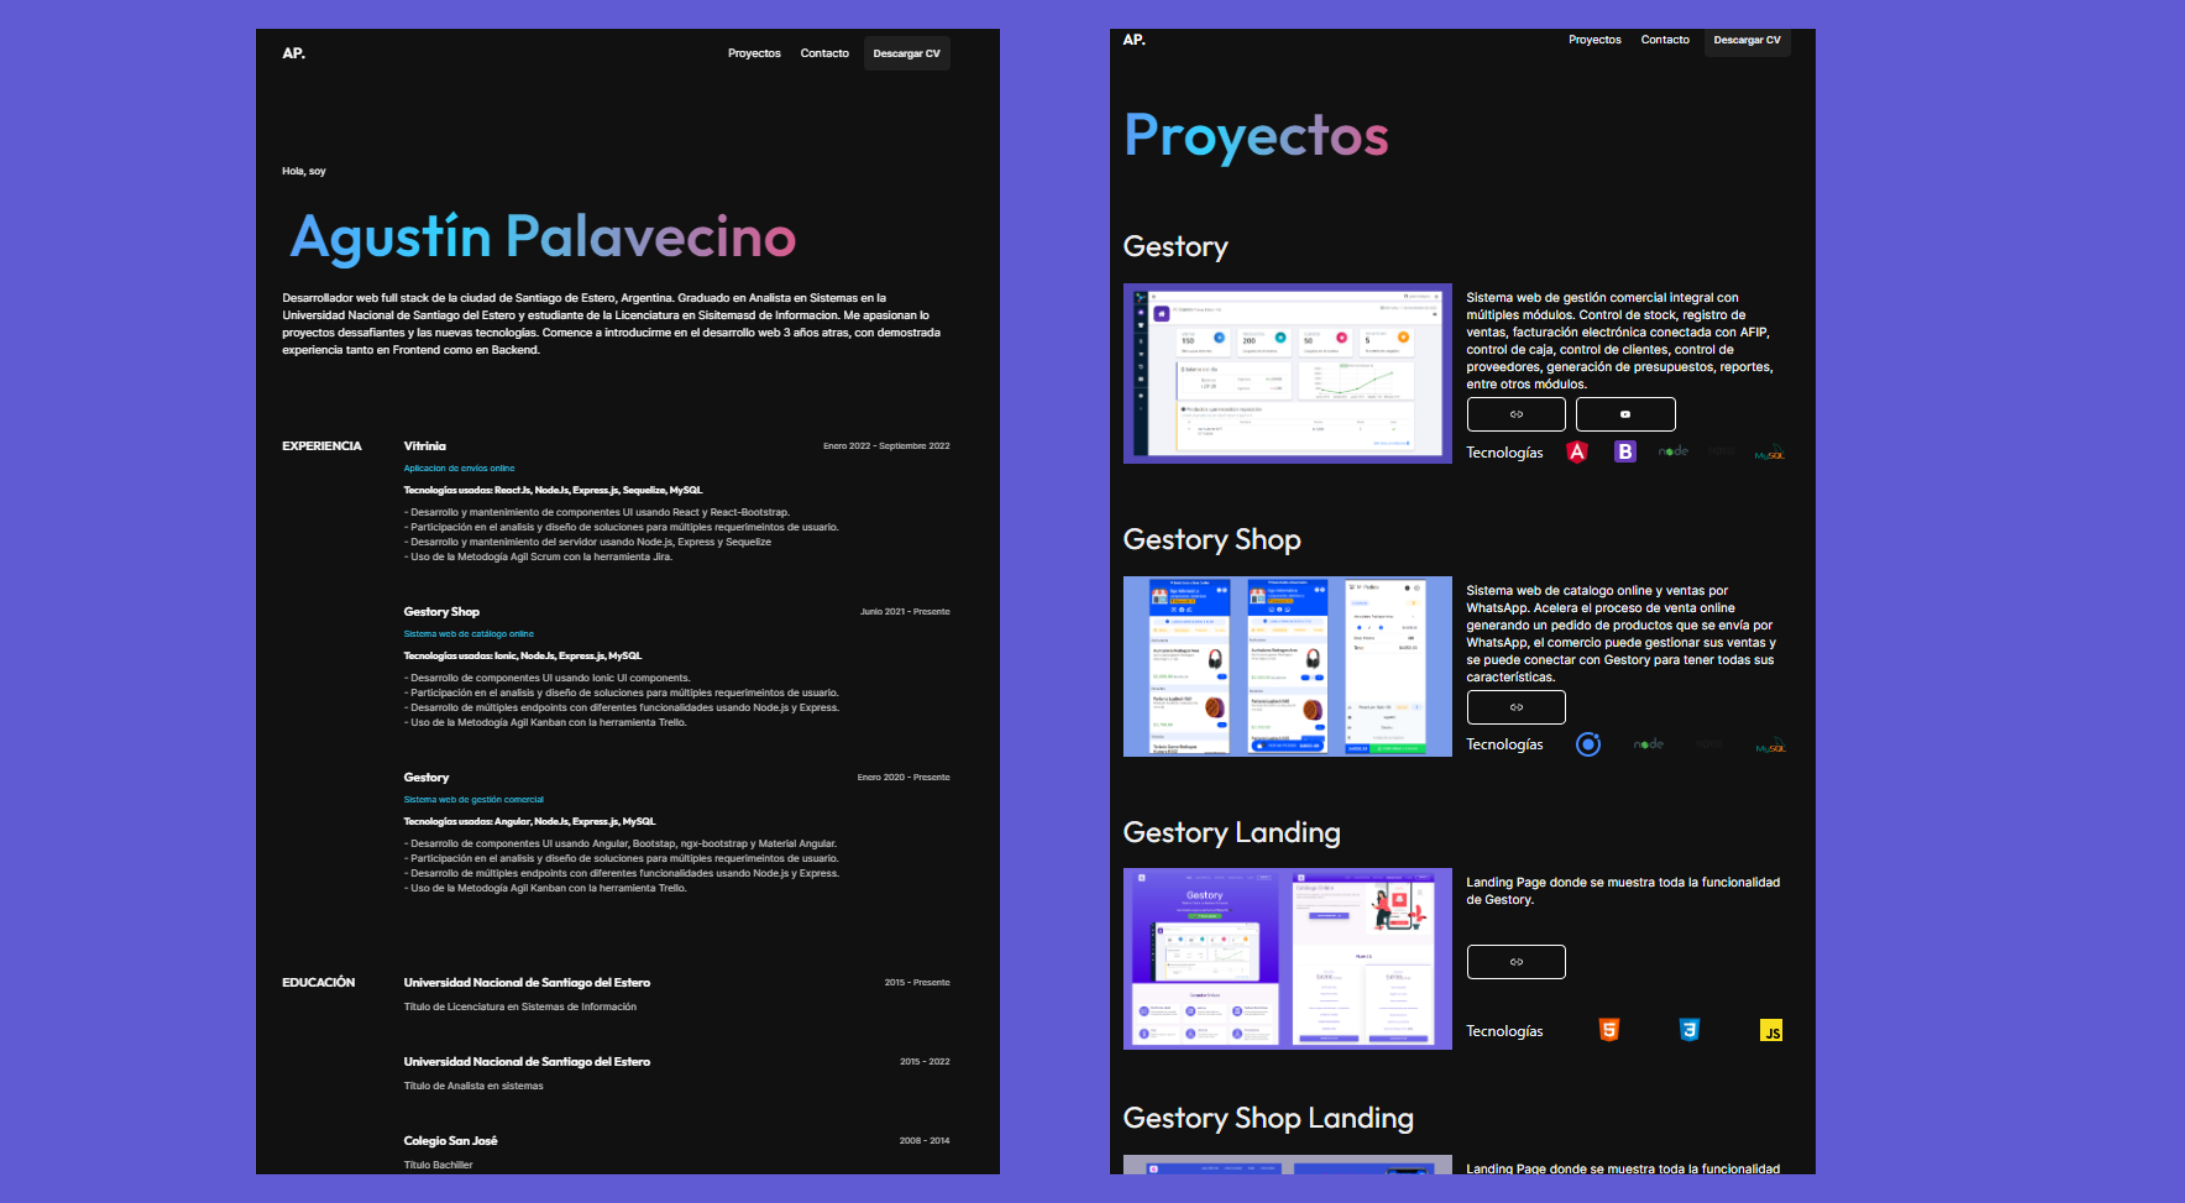 AP.
Proyectos
Contacto
Descargar CV
Hola, soy
Agustín Palavecino
Desarrollador web full stack de la ciudad de Santiago de Estero, Argentina. Graduado en Analista en Sistemas en la
Universidad Nacional de Santiago del Estero y estudiante de la Licenciatura en Sisitemasd de Informacion. Me apasionan lo
proyectos dessafiantes y las nuevas tecnologías. Comence a introducirme en el desarrollo web 3 años atras, con demostrada
experiencia tanto en Frontend como en Backend.
EXPERIENCIA
Vitrinia
Enero 2022 - Septiembre 2022
Aplicacion de envíos online
Tecnologías usadas: ReactJs, NodeJs, Express.js, Sequelize, MySQL
- Desarrollo y mantenimiento de componentes UI usando React y React-Bootstrap.
- Participación en el analisis y diseño de soluciones para múltiples requerimeintos de usuario.
- Desarrollo y mantenimiento del servidor usando Node.js, Express y Sequelize
- Uso de la Metodogía Agil Scrum con la herramienta Jira.
Gestory Shop
Junio 2021 - Presente
Sistema web de catálogo online
Tecnologías usadas: Ionic, NodeJs, Express.js, MySQL
- Desarrollo de componentes UI usando Ionic UI components.
- Participación en el analisis y diseño de soluciones para múltiples requerimeintos de usuario.
- Desarrollo de múltiples endpoints con diferentes funcionalidades usando Node.js y Express.
- Uso de la Metodogía Agil Kanban con la herramienta Trello.
Gestory
Enero 2020 - Presente
Sistema web de gestión comercial
Tecnologías usadas: Angular, NodeJs, Express.js, MySQL
- Desarrollo de componentes UI usando Angular, Bootstap, ngx-bootstrap y Material Angular.
- Participación en el analisis y diseño de soluciones para múltiples requerimeintos de usuario.
- Desarrollo de múltiples endpoints con diferentes funcionalidades usando Node.js y Express.
- Uso de la Metodogía Agil Kanban con la herramienta Trello.
EDUCACIÓN
Universidad Nacional de Santiago del Estero
2015 - Presente
Título de Licenciatura en Sistemas de Información
Universidad Nacional de Santiago del Estero
2015 - 2022
Título de Analista en sistemas
Colegio San José
2008 - 2014
Título Bachiller
AP.
Proyectos
Contacto
Descargar CV
Proyectos
Gestory
150
200
50
5
Sistema web de gestión comercial integral con
múltiples módulos. Control de stock, registro de
ventas, facturación electrónica conectada con AFIP,
control de caja, control de clientes, control de
proveedores, generación de presupuestos, reportes,
entre otros módulos.
Tecnologías
A
B
node
MySQL
Gestory Shop
Sistema web de catalogo online y ventas por
WhatsApp. Acelera el proceso de venta online
generando un pedido de productos que se envía por
WhatsApp, el comercio puede gestionar sus ventas y
se puede conectar con Gestory para tener todas sus
características.
Tecnologías
node
MySQL
Gestory Landing
Gestory
Landing Page donde se muestra toda la funcionalidad
de Gestory.
Tecnologías
5
3
JS
Gestory Shop Landing
Landing Page donde se muestra toda la funcionalidad